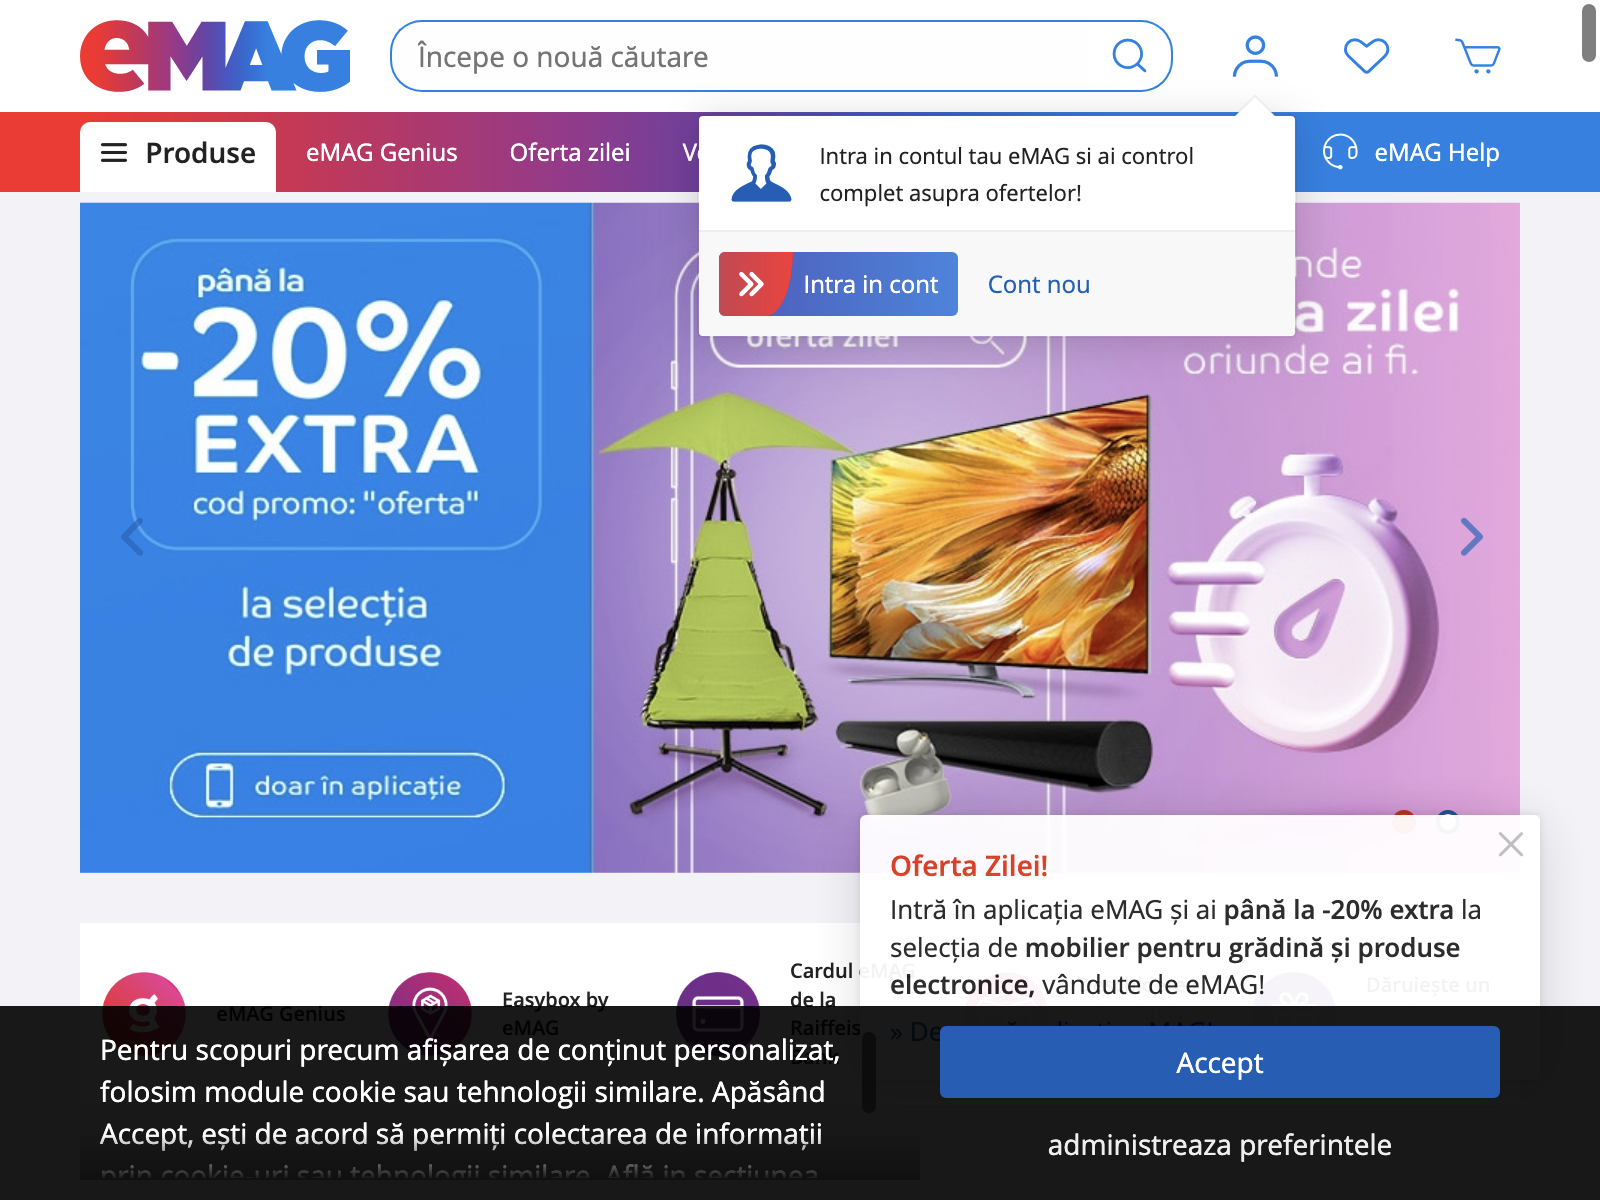 eMAG
Începe o nouă căutare
Produse
eMAG Genius
Oferta zilei
eMAG Help
Intra in contul tau eMAG si ai control
complet asupra ofertelor!
Intra in cont
Cont nou
până la
-20%
EXTRA
cod promo: "oferta"
la selecția
de produse
doar în aplicație
oferta zilei
zilei
oriunde ai fi.
Oferta Zilei!
Intră în aplicația eMAG și ai până la -20% extra la
selecția de mobilier pentru grădină și produse
electronice, vândute de eMAG!
eMAG Genius
Easybox by
eMAG
Cardul eMAG
de la
Raiffeis
Dăruiește un
Pentru scopuri precum afișarea de conținut personalizat,
folosim module cookie sau tehnologii similare. Apăsând
Accept, ești de acord să permiți colectarea de informații
prin cookie-uri sau tehnologii similare. Află in sectiunea
Accept
administreaza preferintele